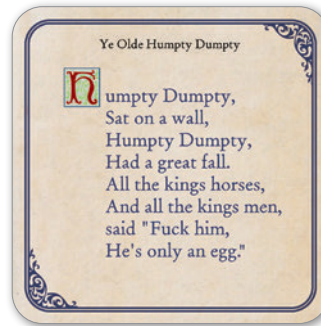 Ye Olde Humpty Dumpty
Humpty Dumpty,
Sat on a wall,
Humpty Dumpty,
Had a great fall.
All the kings horses,
And all the kings men,
said "Fuck him,
He's only an egg."